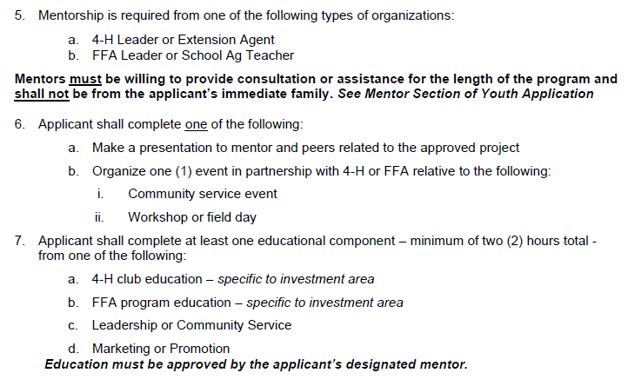 5. Mentorship is required from one of the following types of organizations:
a. 4-H Leader or Extension Agent
b. FFA Leader or School Ag Teacher
Mentors must be willing to provide consultation or assistance for the length of the program and
shall not be from the applicant's immediate family. See Mentor Section of Youth Application
6. Applicant shall complete one of the following:
a. Make a presentation to mentor and peers related to the approved project
b. Organize one (1) event in partnership with 4-H or FFA relative to the following:
i. Community service event
ii. Workshop or field day
7. Applicant shall complete at least one educational component – minimum of two (2) hours total -
from one of the following:
a. 4-H club education – specific to investment area
b. FFA program education – specific to investment area
c. Leadership or Community Service
d. Marketing or Promotion
Education must be approved by the applicant's designated mentor.